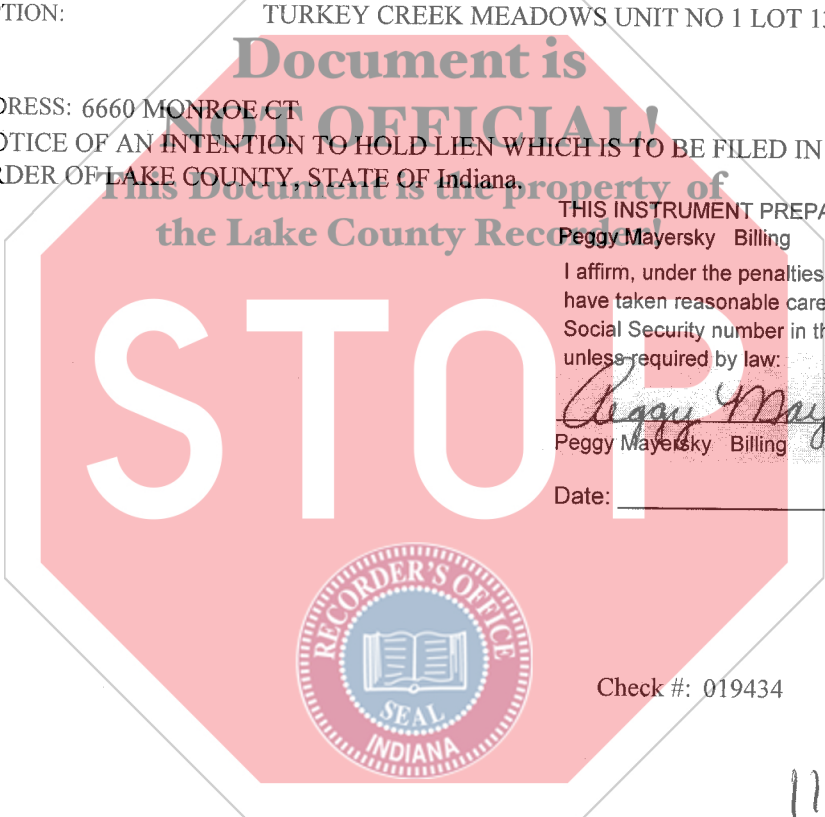 TION: TURKEY CREEK MEADOWS UNIT NO 1 LOT 13
Document is
DRESS: 6660 MONROE CT
NOT OFFICIAL!
OTICE OF AN INTENTION TO HOLD LIEN WHICH IS TO BE FILED IN
RDER OF LAKE COUNTY, STATE OF Indiana.
This Document is the property of
the Lake County Recorder!
THIS INSTRUMENT PREPA
Peggy Mayersky Billing
I affirm, under the penalties
have taken reasonable care
Social Security number in th
unless required by law:
Peggy May
Peggy Mayersky Billing
Date:
STOP
RECORDER'S OFFICE
SEAL
INDIANA
Check #: 019434
11